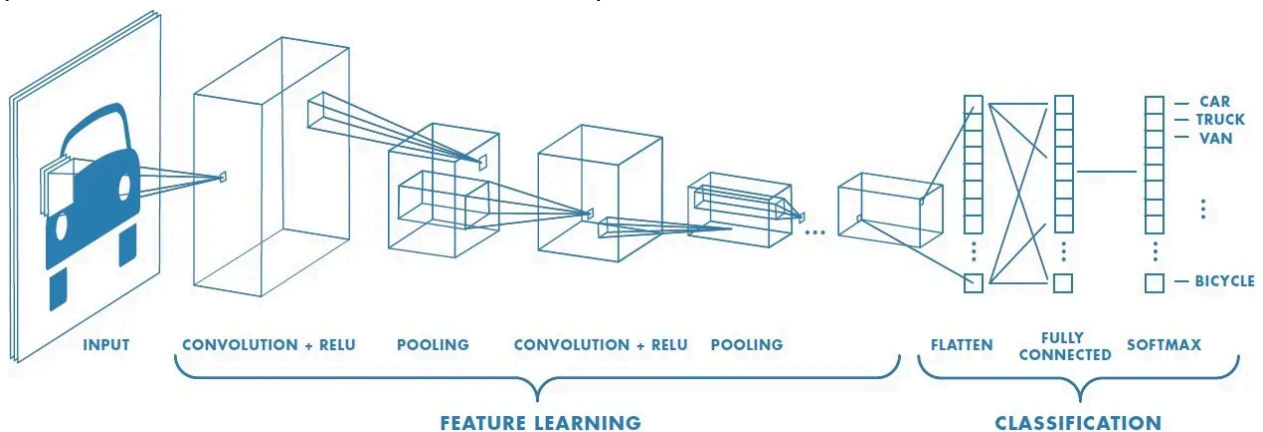 CAR
TRUCK
VAN
BICYCLE
INPUT
CONVOLUTION + RELU
POOLING
CONVOLUTION + RELU
POOLING
FLATTEN
FULLY
CONNECTED
SOFTMAX
FEATURE LEARNING
CLASSIFICATION